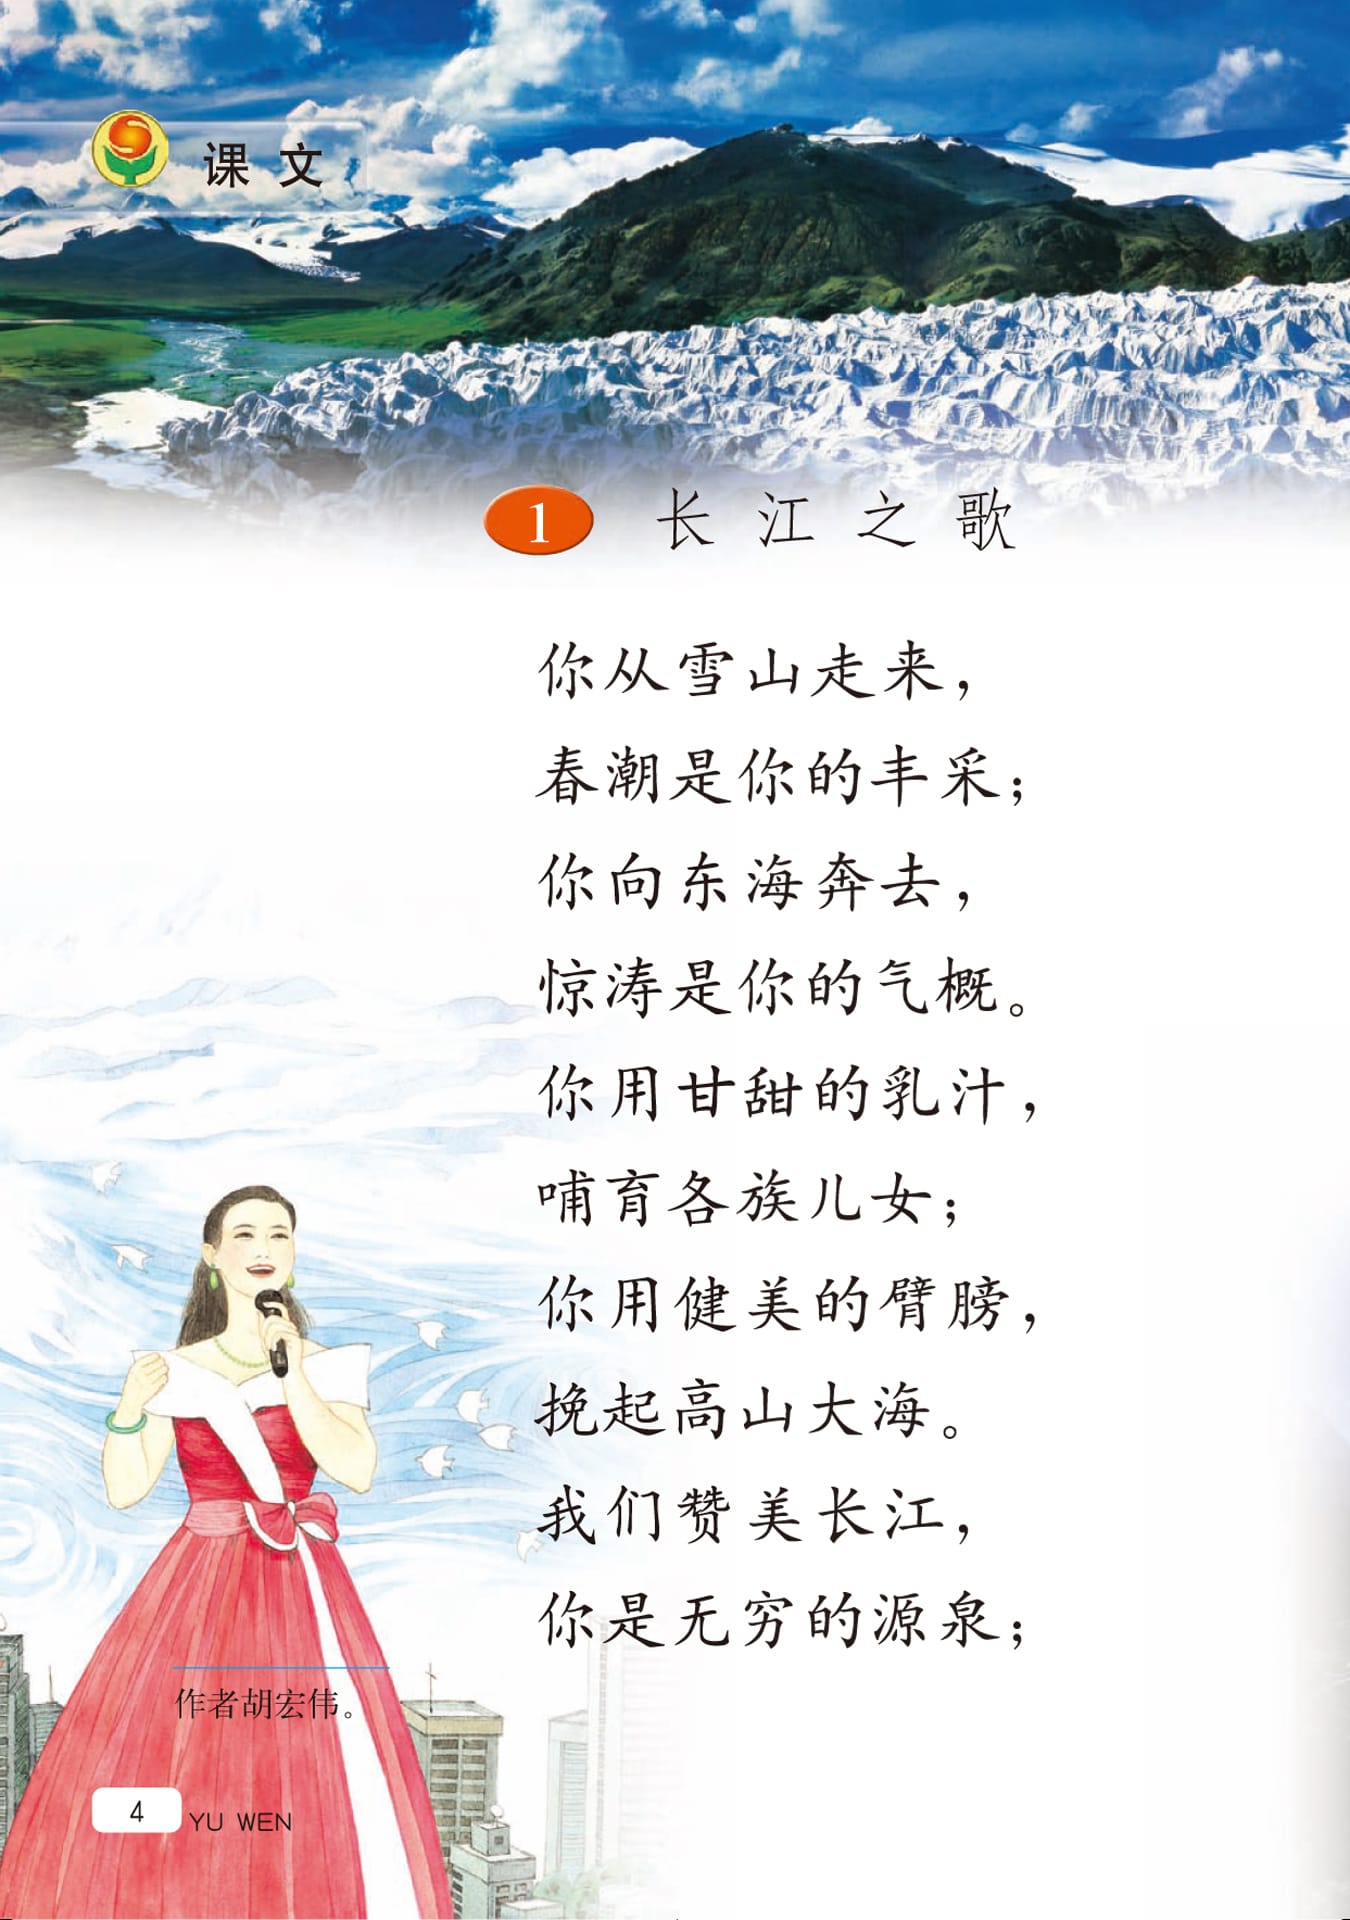 课文
1 长江之歌
你从雪山走来，
春潮是你的丰采；
你向东海奔去，
惊涛是你的气概。
你用甘甜的乳汁，
哺育各族儿女；
你用健美的臂膀，
挽起高山大海。
我们赞美长江，
你是无穷的源泉；
作者胡宏伟。
4 YU WEN